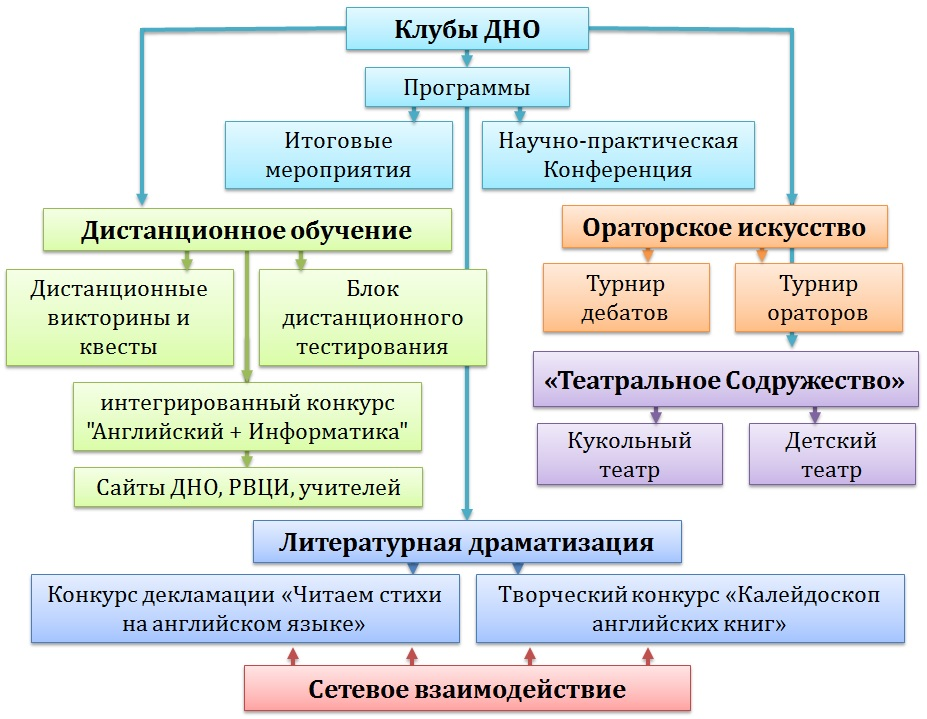 Клубы ДНО
Программы
Итоговые
мероприятия
Научно-практическая
Конференция
Дистанционное обучение
Дистанционные
викторины и
квесты
Блок
дистанционного
тестирования
интегрированный конкурс
"Английский + Информатика"
Сайты ДНО, РВЦИ, учителей
Ораторское искусство
Турнир
дебатов
Турнир
ораторов
«Театральное Содружество»
Кукольный
театр
Детский
театр
Литературная драматизация
Конкурс декламации «Читаем стихи
на английском языке»
Творческий конкурс «Калейдоскоп
английских книг»
Сетевое взаимодействие